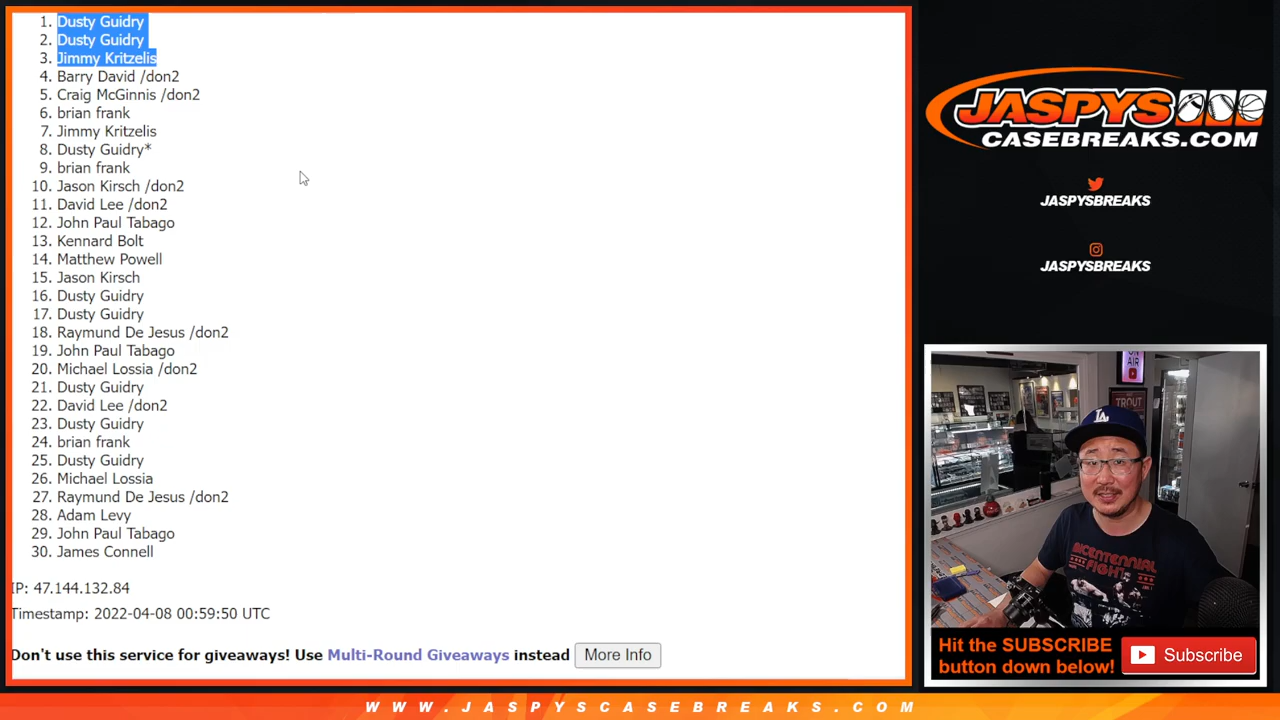 1. Dusty Guidry
2. Dusty Guidry
3. Jimmy Kritzelis
4. Barry David /don2
5. Craig McGinnis /don2
6. brian frank
7. Jimmy Kritzelis
8. Dusty Guidry*
9. brian frank
10. Jason Kirsch /don2
11. David Lee /don2
12. John Paul Tabago
13. Kennard Bolt
14. Matthew Powell
15. Jason Kirsch
16. Dusty Guidry
17. Dusty Guidry
18. Raymund De Jesus /don2
19. John Paul Tabago
20. Michael Lossia /don2
21. Dusty Guidry
22. David Lee /don2
23. Dusty Guidry
24. brian frank
25. Dusty Guidry
26. Michael Lossia
27. Raymund De Jesus /don2
28. Adam Levy
29. John Paul Tabago
30. James Connell
IP: 47.144.132.84
Timestamp: 2022-04-08 00:59:50 UTC
Don't use this service for giveaways! Use Multi-Round Giveaways instead More Info
JASPYS
CASEBREAKS.COM
JASPYSBREAKS
JASPYSBREAKS
ON
AIR
TROUT
LA
BICENTENNIAL
FIGHT
Hit the SUBSCRIBE
button down below!
Subscribe
WWW.JASPYSCASEBREAKS.COM